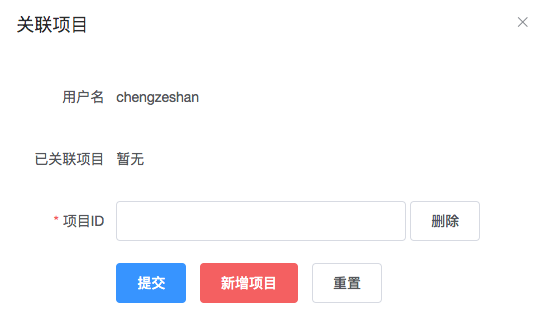 关联项目
用户名 chengzeshan
已关联项目 暂无
* 项目ID 删除
提交 新增项目 重置